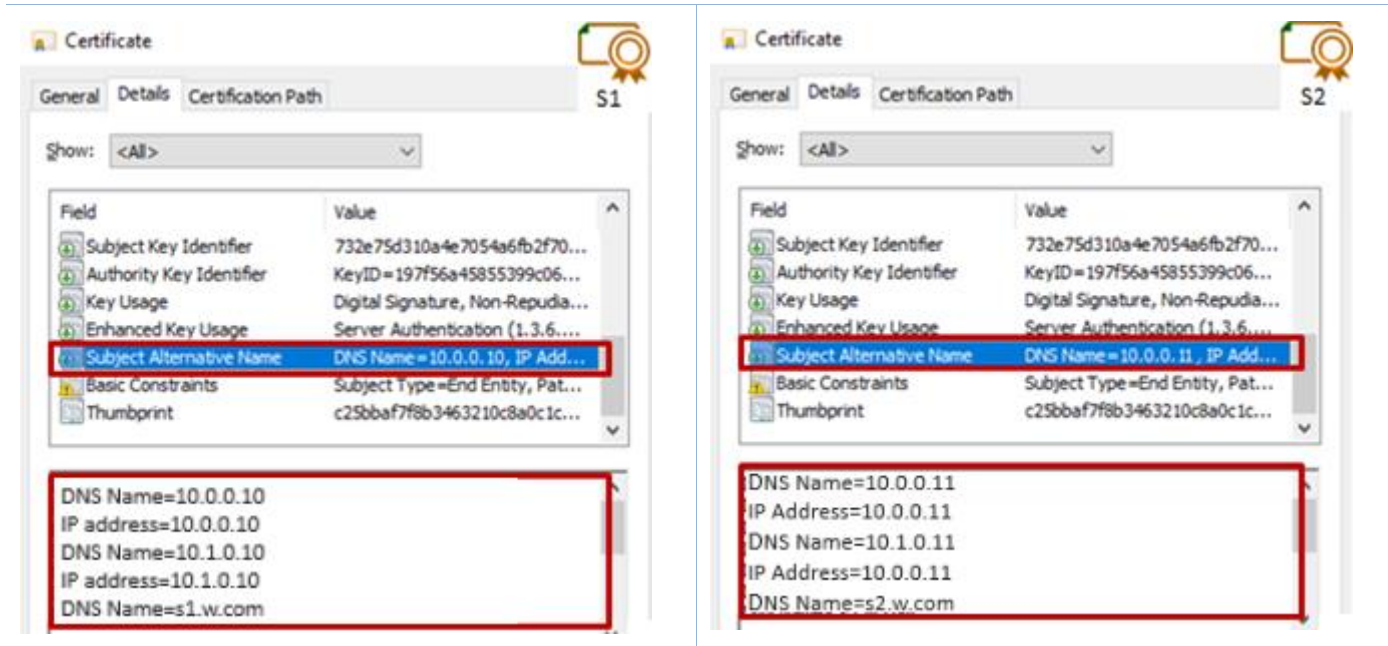 Certificate
S1
General Details Certification Path
Show: <All>
Field Value
Subject Key Identifier 732e75d310a4e7054a6fb2f70...
Authority Key Identifier KeyID=197f56a45855399c06...
Key Usage Digital Signature, Non-Repudia...
Enhanced Key Usage Server Authentication (1.3.6....
Subject Alternative Name DNS Name=10.0.0.10, IP Add...
Basic Constraints Subject Type=End Entity, Pat...
Thumbprint c25bbaf7f8b3463210c8a0c1c...
DNS Name=10.0.0.10
IP address=10.0.0.10
DNS Name=10.1.0.10
IP address=10.1.0.10
DNS Name=s1.w.com
Certificate
S2
General Details Certification Path
Show: <All>
Field Value
Subject Key Identifier 732e75d310a4e7054a6fb2f70...
Authority Key Identifier KeyID=197f56a45855399c06...
Key Usage Digital Signature, Non-Repudia...
Enhanced Key Usage Server Authentication (1.3.6....
Subject Alternative Name DNS Name=10.0.0.11 , IP Add...
Basic Constraints Subject Type=End Entity, Pat...
Thumbprint c25bbaf7f8b3463210c8a0c1c...
DNS Name=10.0.0.11
IP Address=10.0.0.11
DNS Name=10.1.0.11
IP Address=10.0.0.11
DNS Name=s2.w.com